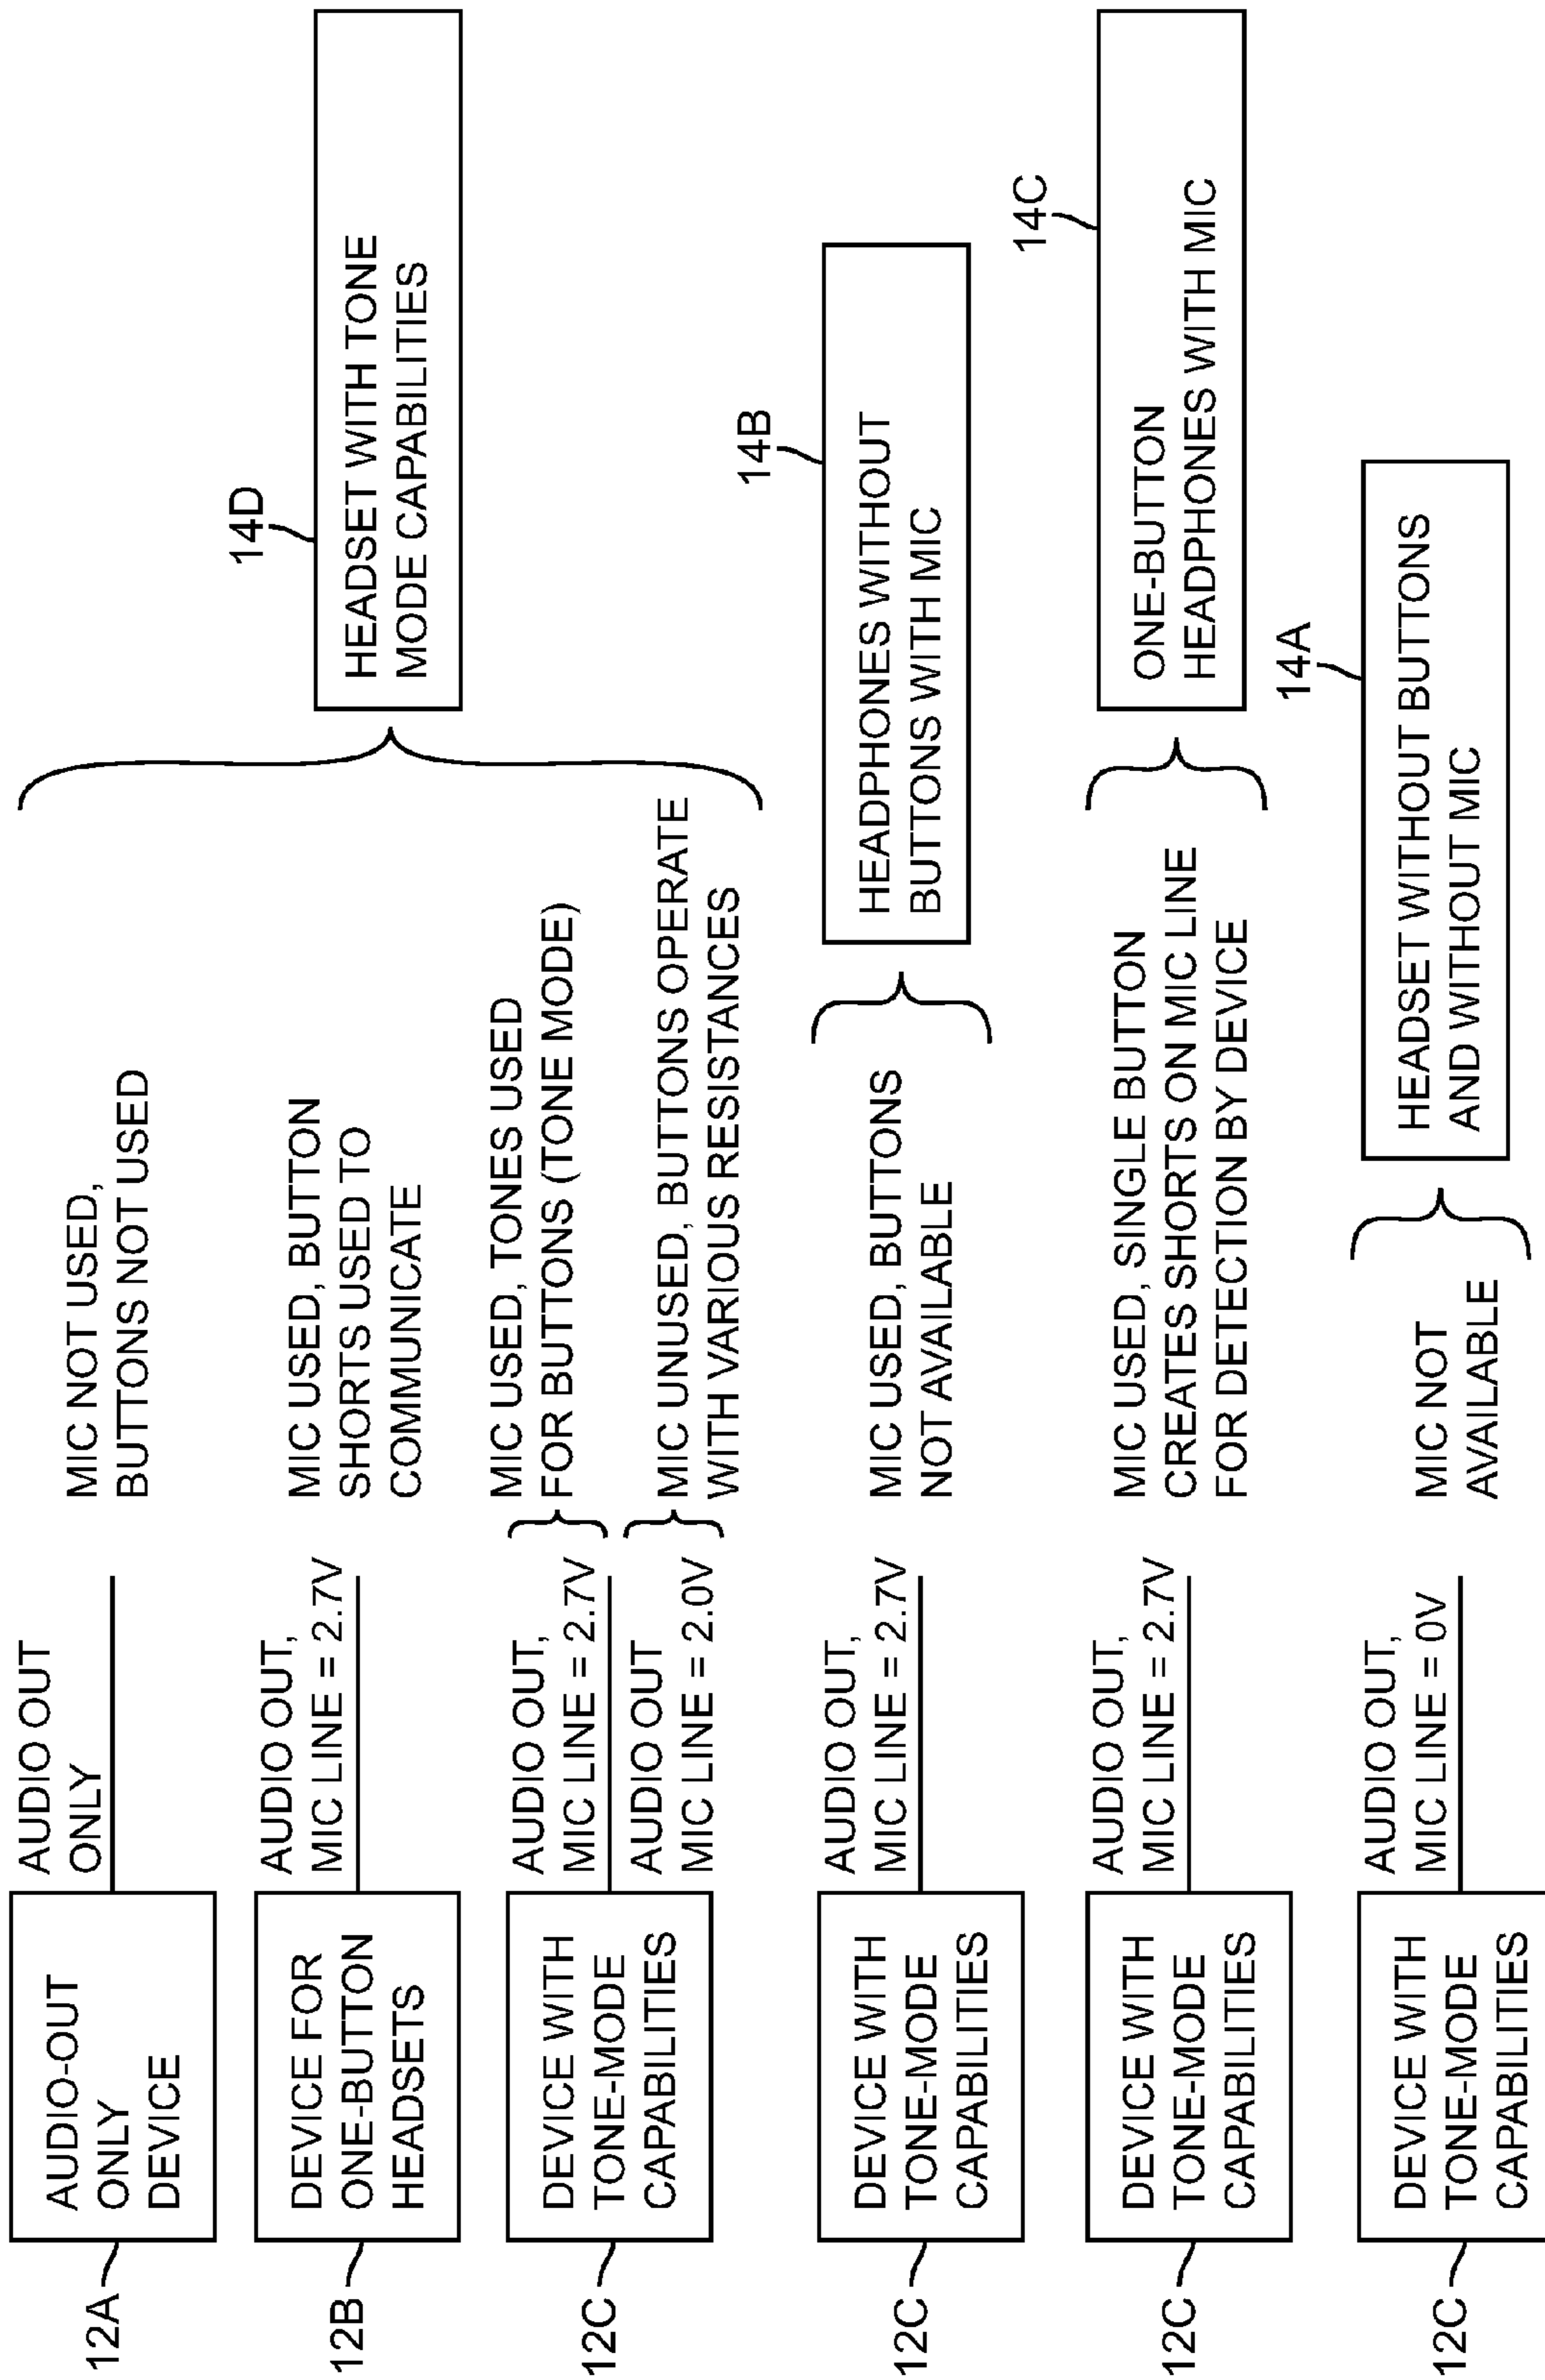 12A
AUDIO-OUT
ONLY
DEVICE
AUDIO OUT
ONLY
MIC NOT USED,
BUTTONS NOT USED
12B
DEVICE FOR
ONE-BUTTON
HEADSETS
AUDIO OUT,
MIC LINE = 2.7V
MIC USED, BUTTON
SHORTS USED TO
COMMUNICATE
14D
HEADSET WITH TONE
MODE CAPABILITIES
12C
DEVICE WITH
TONE-MODE
CAPABILITIES
AUDIO OUT,
MIC LINE = 2.7V
AUDIO OUT
MIC LINE = 2.0V
MIC USED, TONES USED
FOR BUTTONS (TONE MODE)
MIC UNUSED, BUTTONS OPERATE
WITH VARIOUS RESISTANCES
12C
DEVICE WITH
TONE-MODE
CAPABILITIES
AUDIO OUT,
MIC LINE = 2.7V
MIC USED, BUTTONS
NOT AVAILABLE
14B
HEADPHONES WITHOUT
BUTTONS WITH MIC
12C
DEVICE WITH
TONE-MODE
CAPABILITIES
AUDIO OUT,
MIC LINE = 2.7V
MIC USED, SINGLE BUTTON
CREATES SHORTS ON MIC LINE
FOR DETECTION BY DEVICE
14C
ONE-BUTTON
HEADPHONES WITH MIC
12C
DEVICE WITH
TONE-MODE
CAPABILITIES
AUDIO OUT,
MIC LINE = 0V
MIC NOT
AVAILABLE
14A
HEADSET WITHOUT BUTTONS
AND WITHOUT MIC